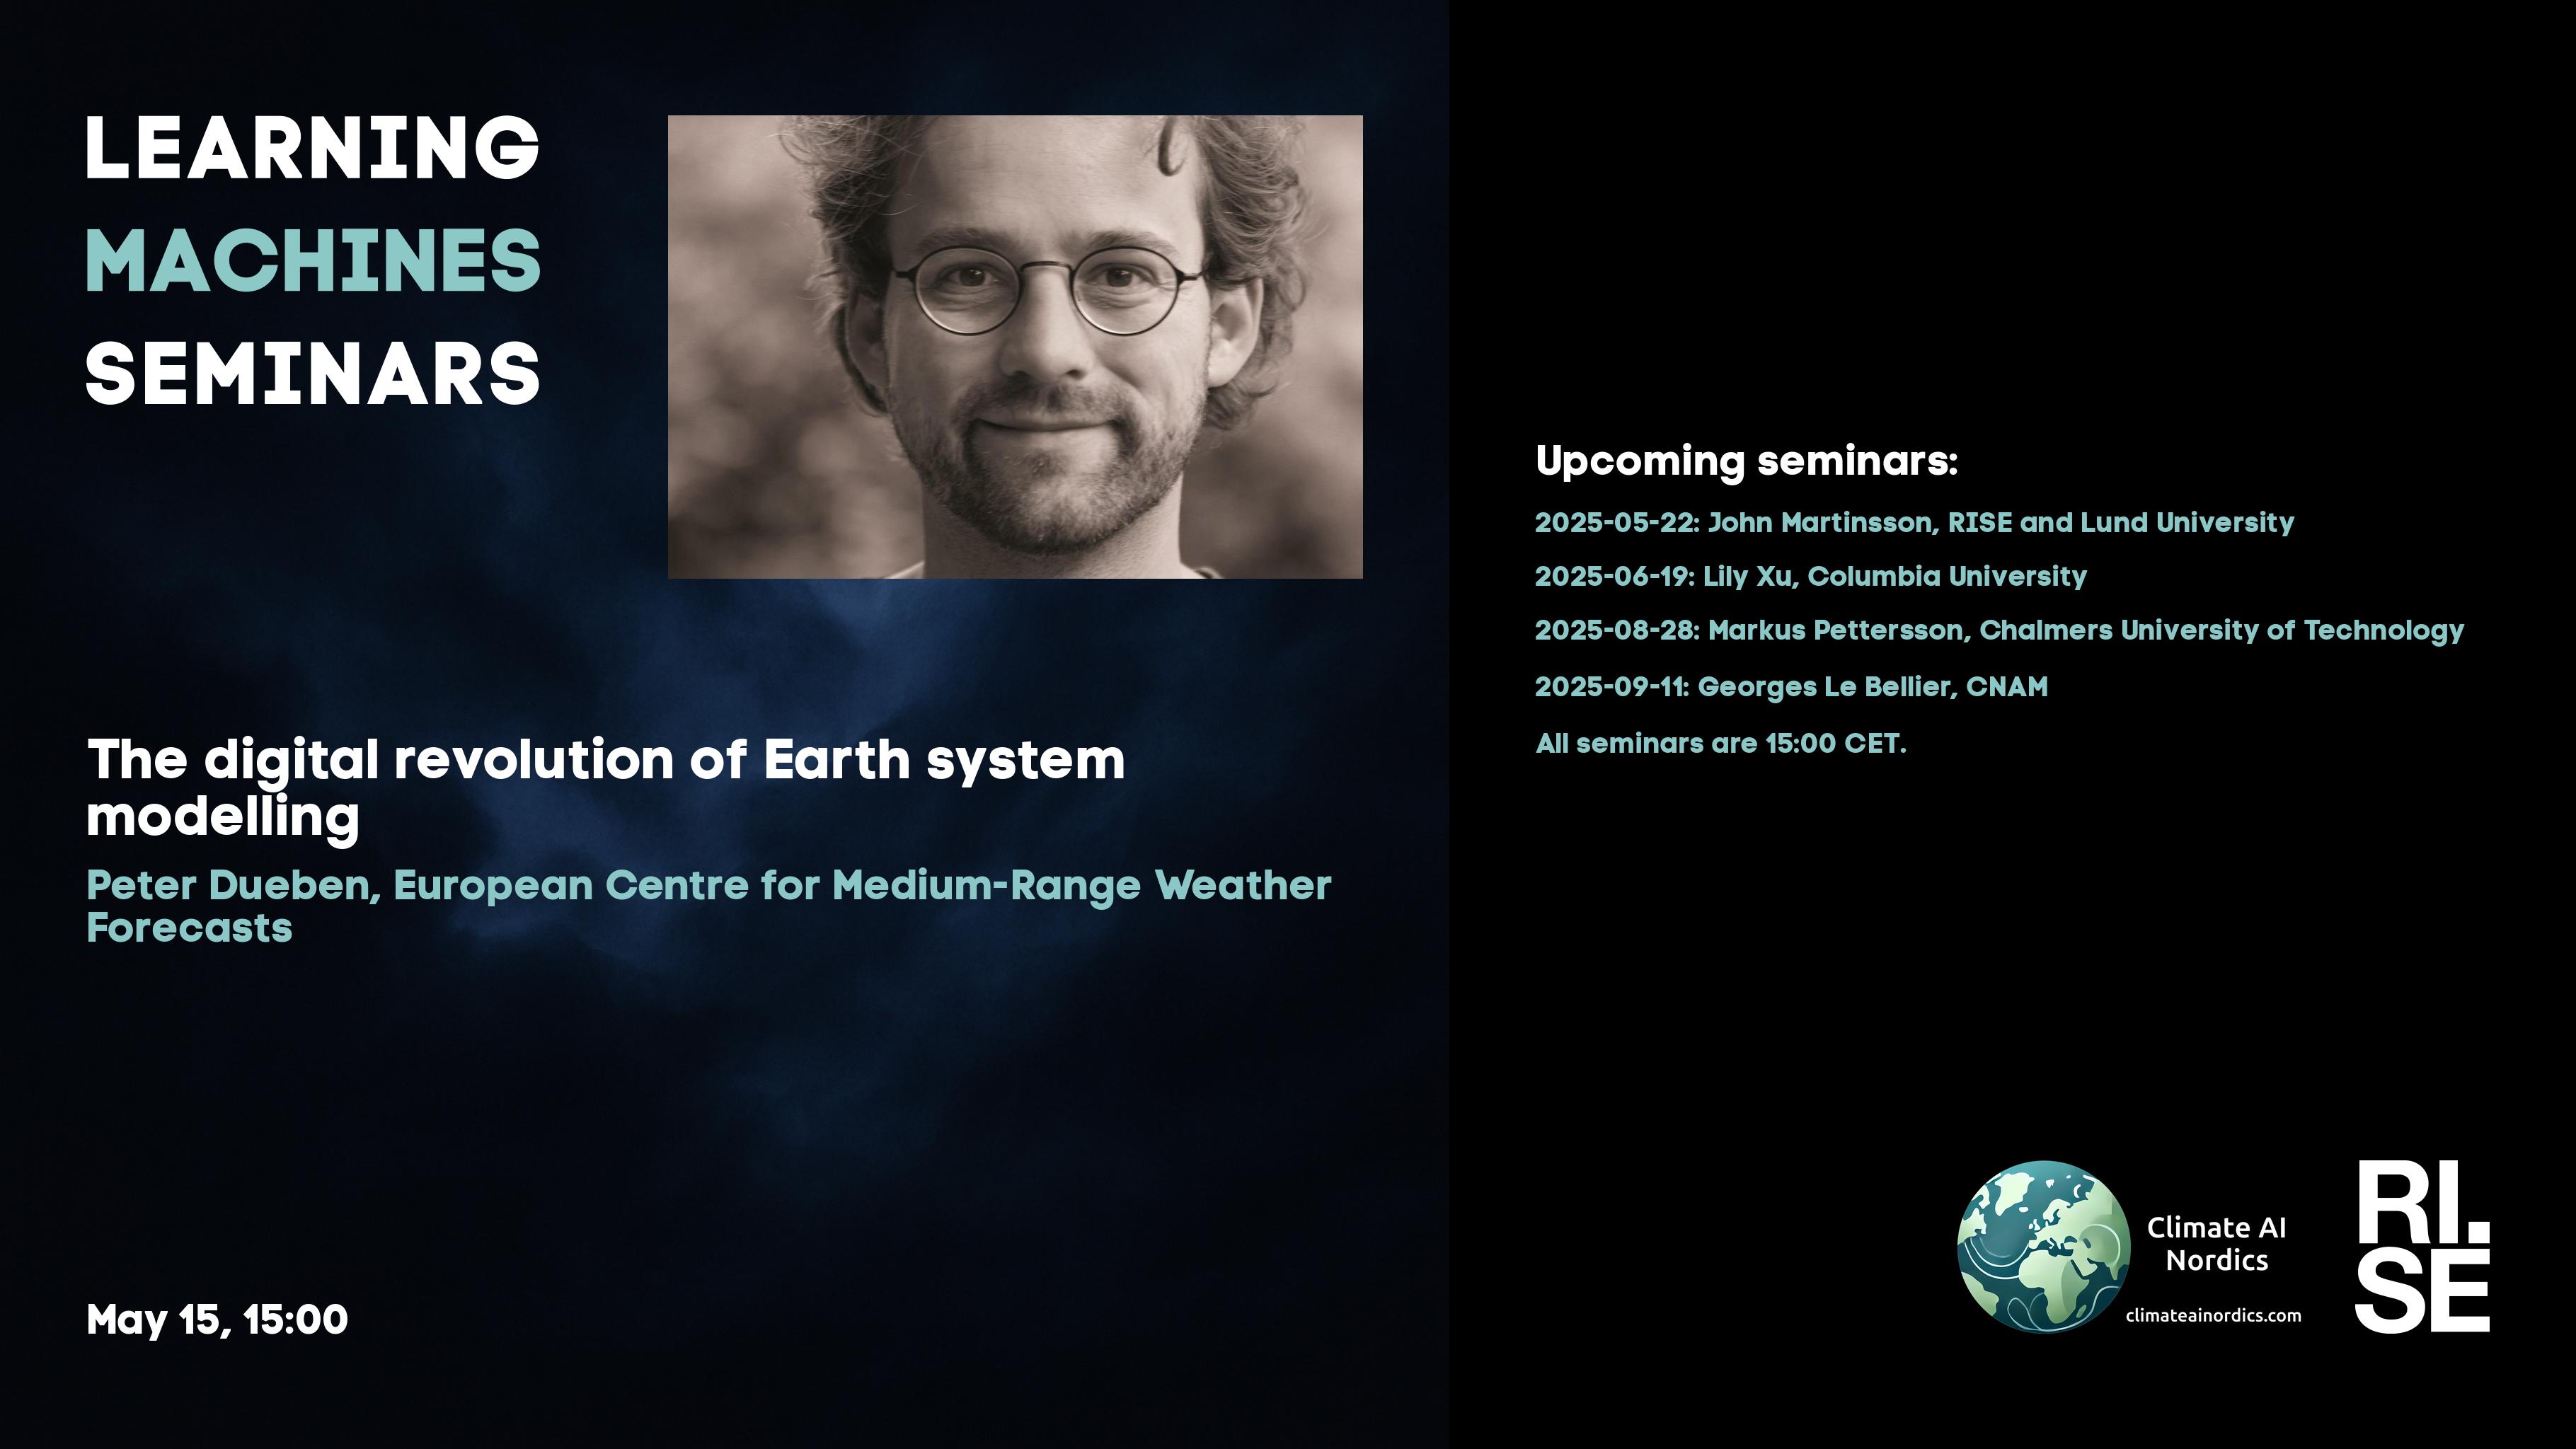 LEARNING
MACHINES
SEMINARS
The digital revolution of Earth system
modelling
Peter Dueben, European Centre for Medium-Range Weather
Forecasts
May 15, 15:00
Upcoming seminars:
2025-05-22: John Martinsson, RISE and Lund University
2025-06-19: Lily Xu, Columbia University
2025-08-28: Markus Pettersson, Chalmers University of Technology
2025-09-11: Georges Le Bellier, CNAM
All seminars are 15:00 CET.
Climate AI
Nordics
climateainordics.com
RI.
SE